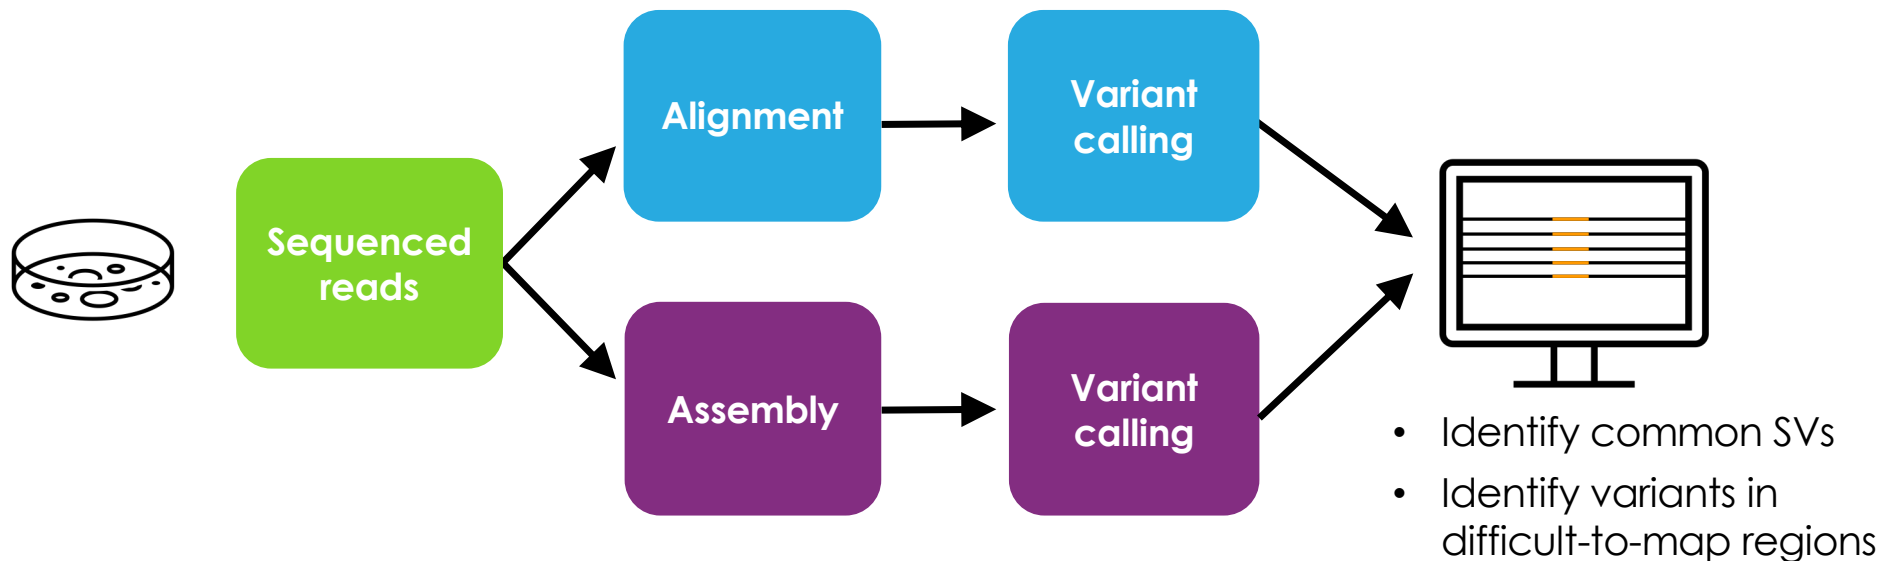 Sequenced
reads
Alignment
Variant
calling
Assembly
Variant
calling
• Identify common SVs
• Identify variants in
difficult-to-map regions